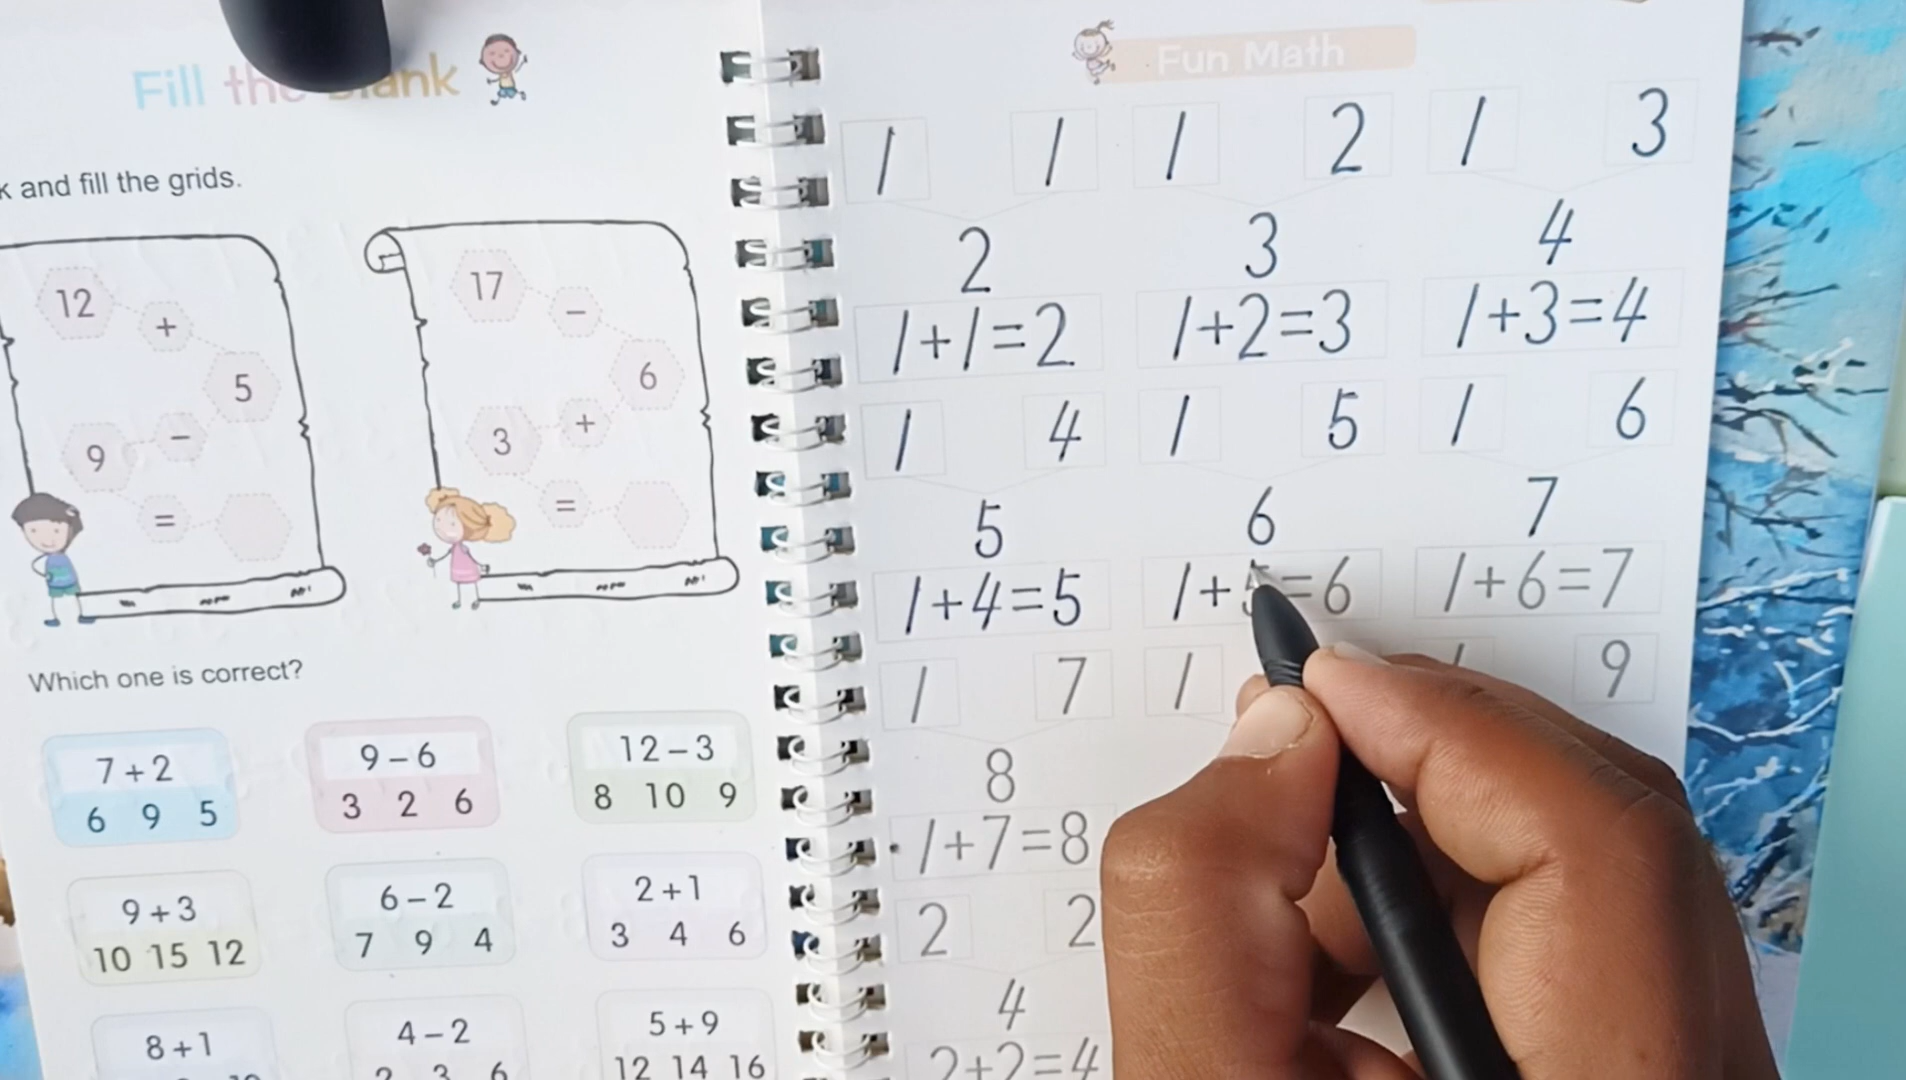 Fill the
and fill the grids.
12
+
5
−
9
=
17
−
6
+
3
=
Which one is correct?
7+2
6 9 5
9−6
3 2 6
12−3
8 10 9
9+3
10 15 12
6−2
7 9 4
2+1
3 4 6
8+1
4−2
2 3 6
5+9
12 14 16
Fun Math
1 1 1 2 1 3
2 3 4
1+1=2 1+2=3 1+3=4
1 4 1 5 1 6
5 6 7
1+4=5 1+5=6 1+6=7
1 7 1 1 9
8
1+7=8
2 2
4
2+2=4